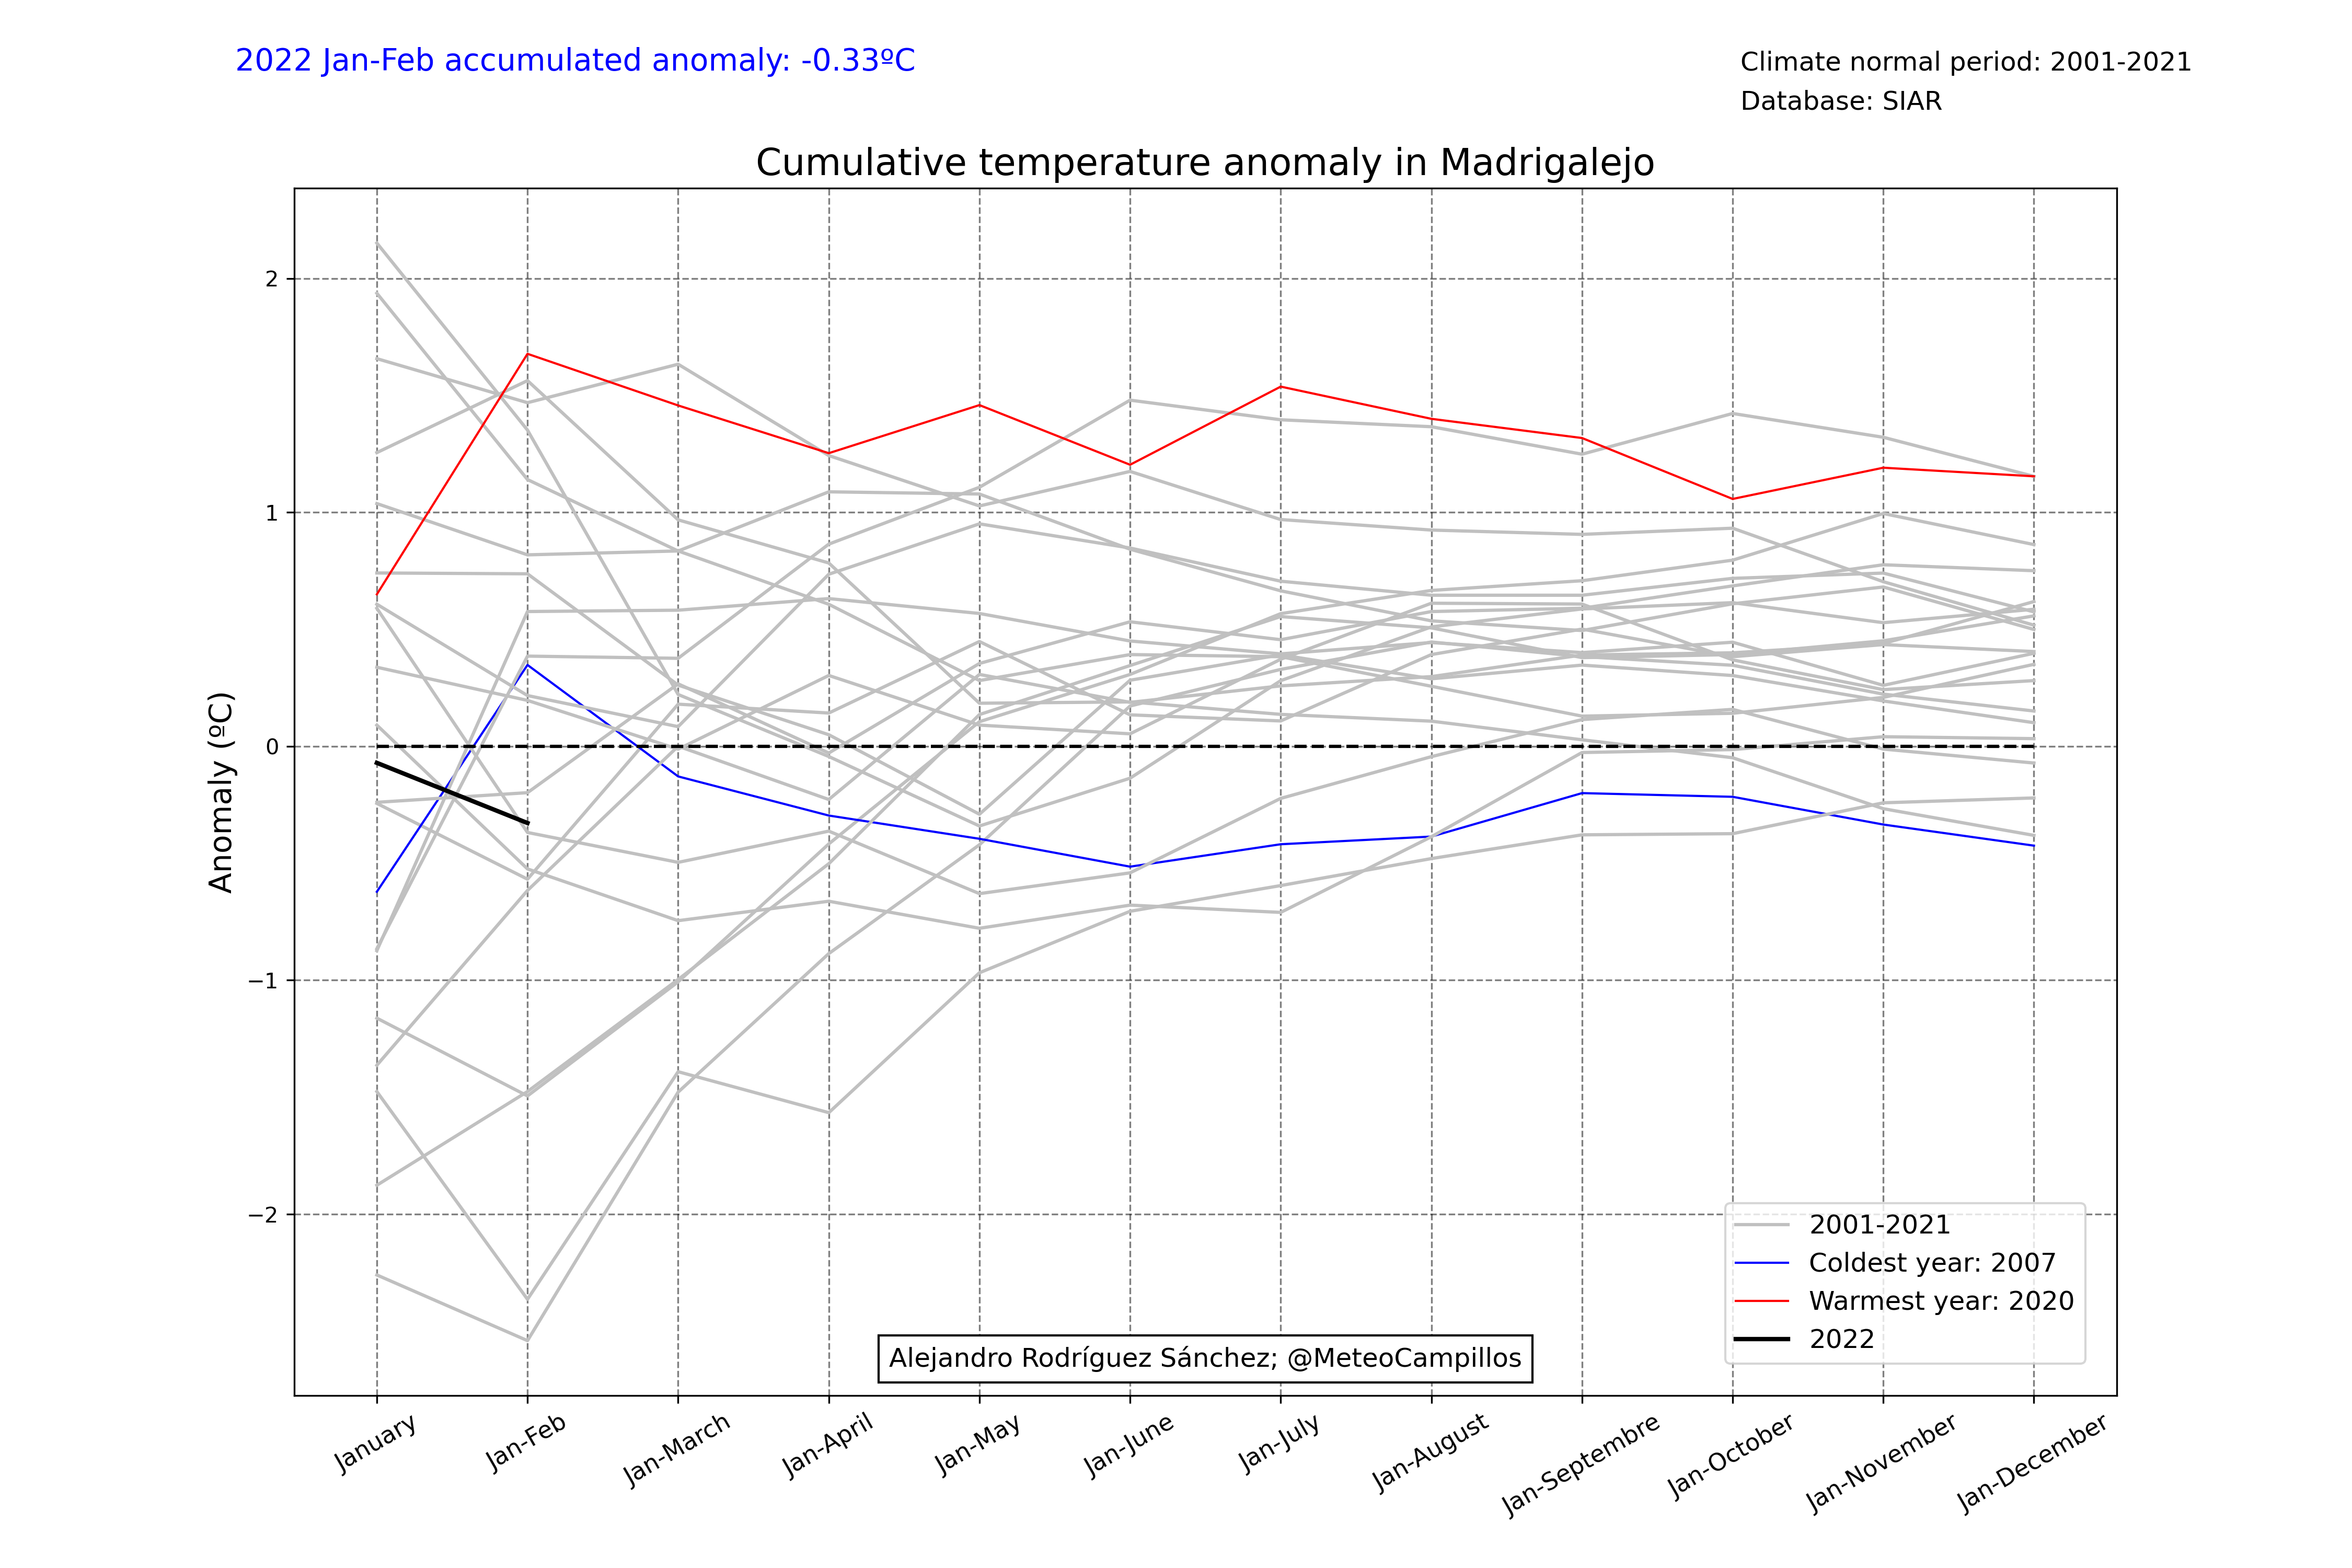 2022 Jan-Feb accumulated anomaly: -0.33ºC
Climate normal period: 2001-2021
Database: SIAR
Cumulative temperature anomaly in Madrigalejo
Anomaly (ºC)
2
1
0
−1
−2
2001-2021
Coldest year: 2007
Warmest year: 2020
2022
Alejandro Rodríguez Sánchez; @MeteoCampillos
January
Jan-Feb
Jan-March
Jan-April
Jan-May
Jan-June
Jan-July
Jan-August
Jan-Septembre
Jan-October
Jan-November
Jan-December